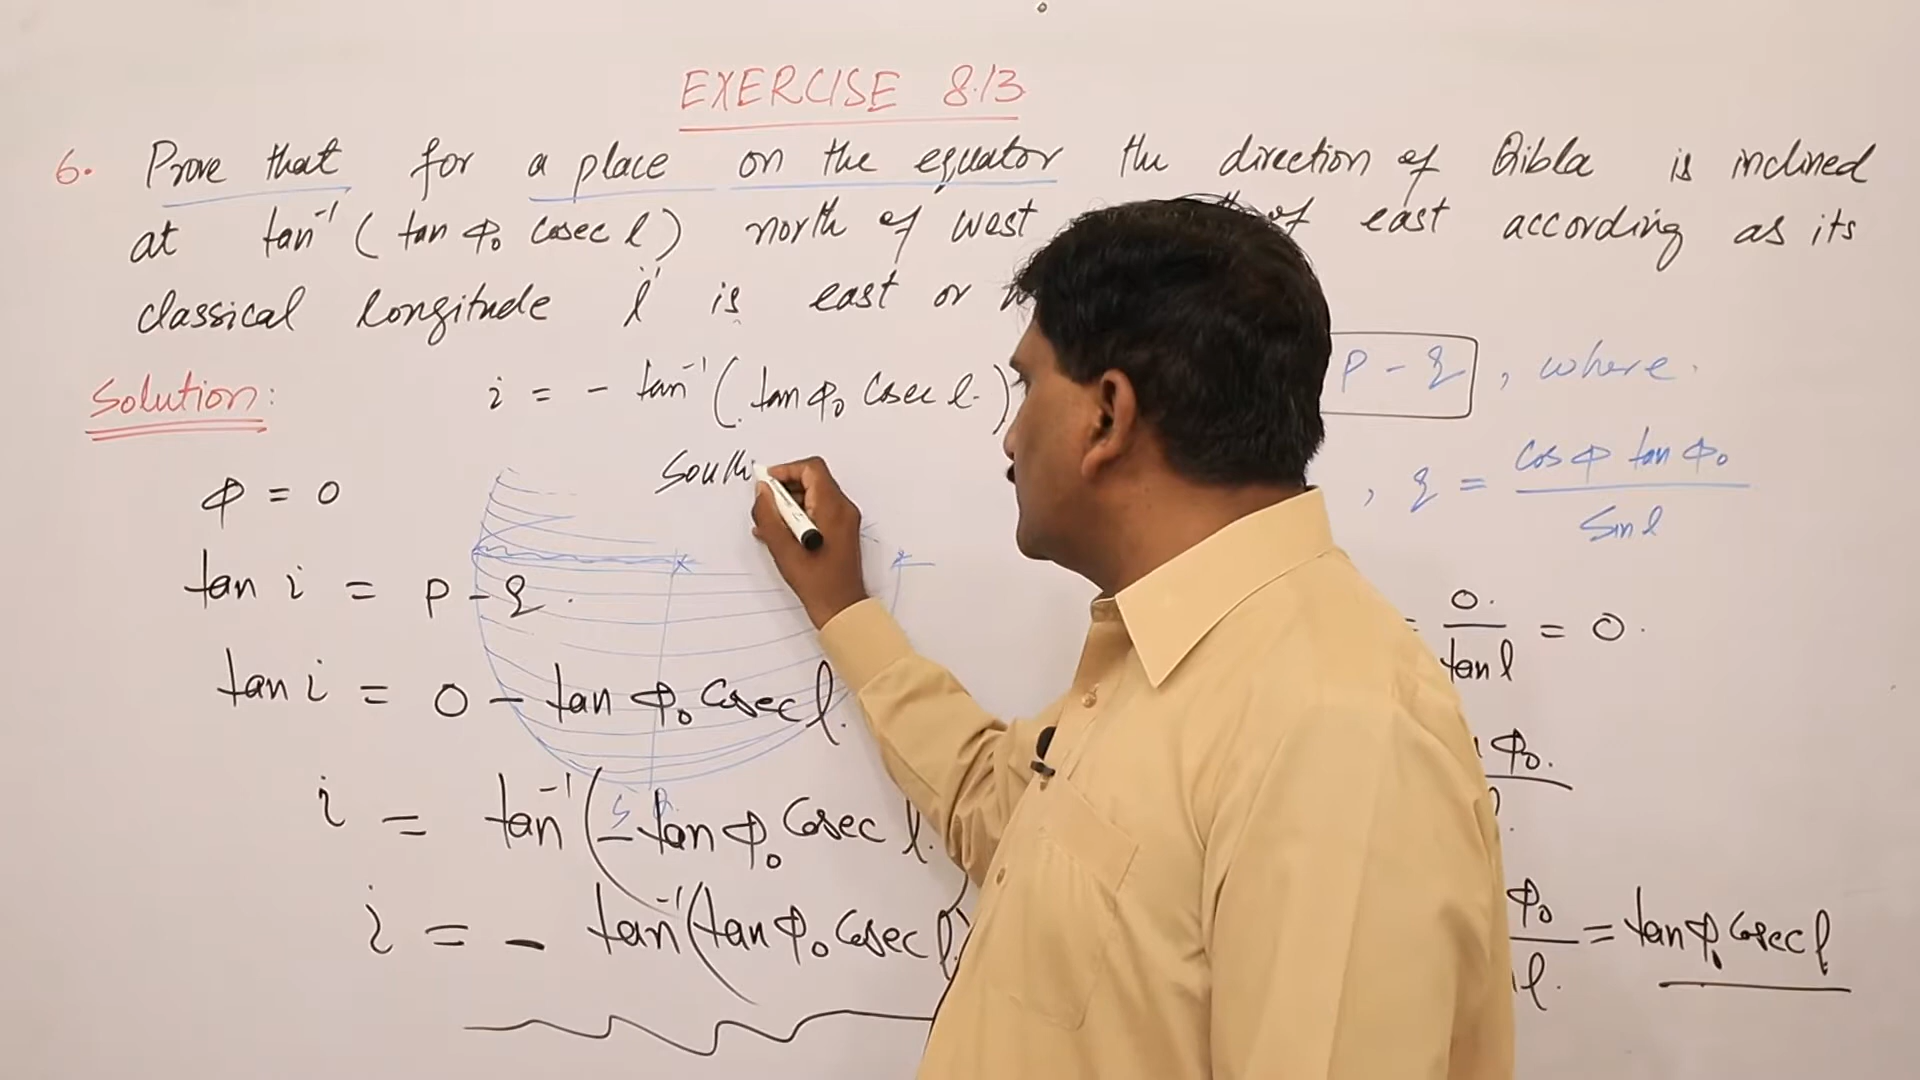 EXERCISE 8.13
6. Prove that for a place on the equator the direction of Qibla is inclined
at tan⁻¹ ( tan φ₀ cosec l ) north of west of east according as its
classical longitude l is east or
Solution:
i = - tan⁻¹ ( tan φ₀ cosec l )
P - q , where
South
φ = 0
, q = cos φ tan φ₀ / sin l
tan i = P - q .
= 0 / tan l = 0 .
tan i = 0 - tan φ₀ cosec l .
φ₀ .
i = tan⁻¹ ( - tan φ₀ cosec l .
i = - tan⁻¹ ( tan φ₀ cosec l )
φ₀ / l . = tan φ₀ cosec l